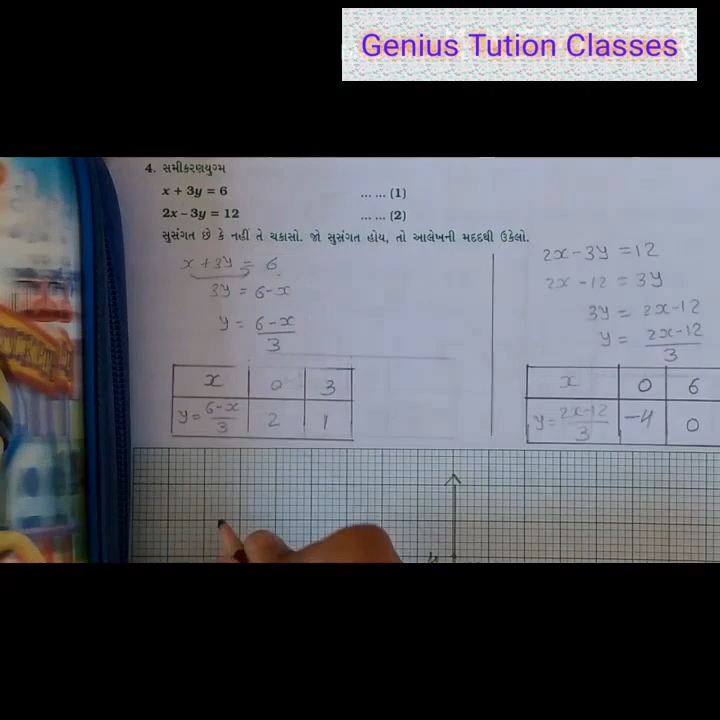 Genius Tution Classes
4. સમીકરણયુગ્મ
x + 3y = 6 ... ... (1)
2x – 3y = 12 ... ... (2)
સુસંગત છે કે નહીં તે ચકાસો. જો સુસંગત હોય, તો આલેખની મદદથી ઉકેલો.
x + 3y = 6
3y = 6-x
y = 6-x/3
x 0 3
y = 6-x/3 2 1
2x-3y = 12
2x-12 = 3y
3y = 2x-12
y = 2x-12/3
x 0 6
y = 2x-12/3 -4 0